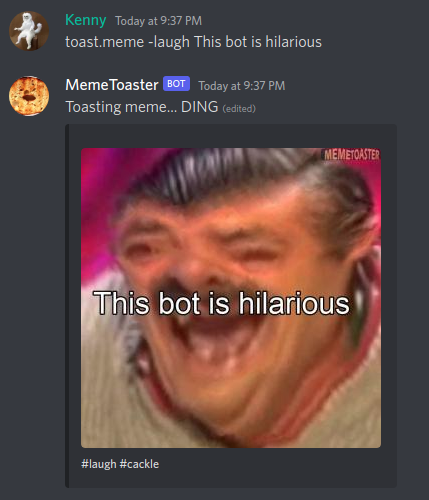 Kenny Today at 9:37 PM
toast.meme -laugh This bot is hilarious
MemeToaster BOT Today at 9:37 PM
Toasting meme... DING (edited)
MEMETOASTER
This bot is hilarious
#laugh #cackle